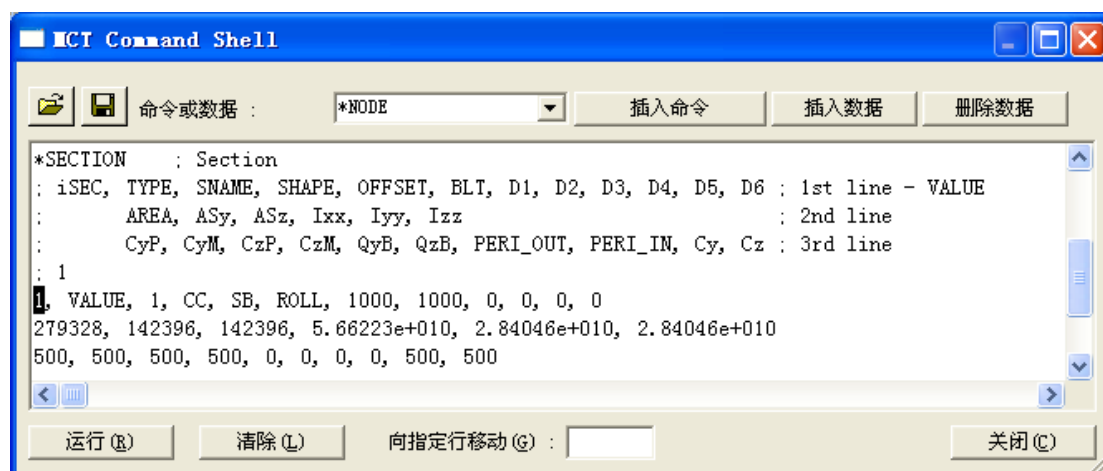 MCT Command Shell
命令或数据 : *NODE 插入命令 插入数据 删除数据
*SECTION    ; Section
; iSEC, TYPE, SNAME, SHAPE, OFFSET, BLT, D1, D2, D3, D4, D5, D6 ; 1st line - VALUE
;       AREA, ASy, ASz, Ixx, Iyy, Izz                           ; 2nd line
;       CyP, CyM, CzP, CzM, QyB, QzB, PERI_OUT, PERI_IN, Cy, Cz ; 3rd line
; 1
1, VALUE, 1, CC, SB, ROLL, 1000, 1000, 0, 0, 0, 0
279328, 142396, 142396, 5.66223e+010, 2.84046e+010, 2.84046e+010
500, 500, 500, 500, 0, 0, 0, 0, 500, 500
运行(R) 清除(L) 向指定行移动(G) : 关闭(C)